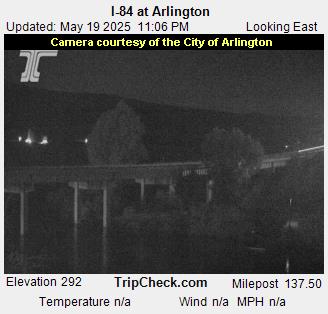 I-84 at Arlington
Updated: May 19 2025 11:06 PM Looking East
Camera courtesy of the City of Arlington
Elevation 292 TripCheck.com Milepost 137.50
Temperature n/a Wind n/a MPH n/a